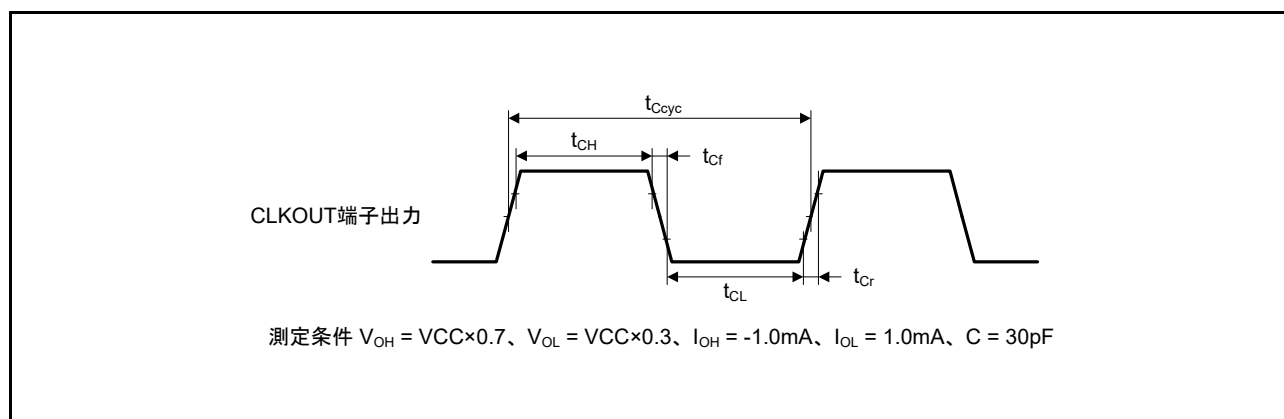 tCcyc
tCH
tCf
CLKOUT端子出力
tCL
tCr
測定条件 VOH = VCC×0.7、VOL = VCC×0.3、IOH = -1.0mA、IOL = 1.0mA、C = 30pF